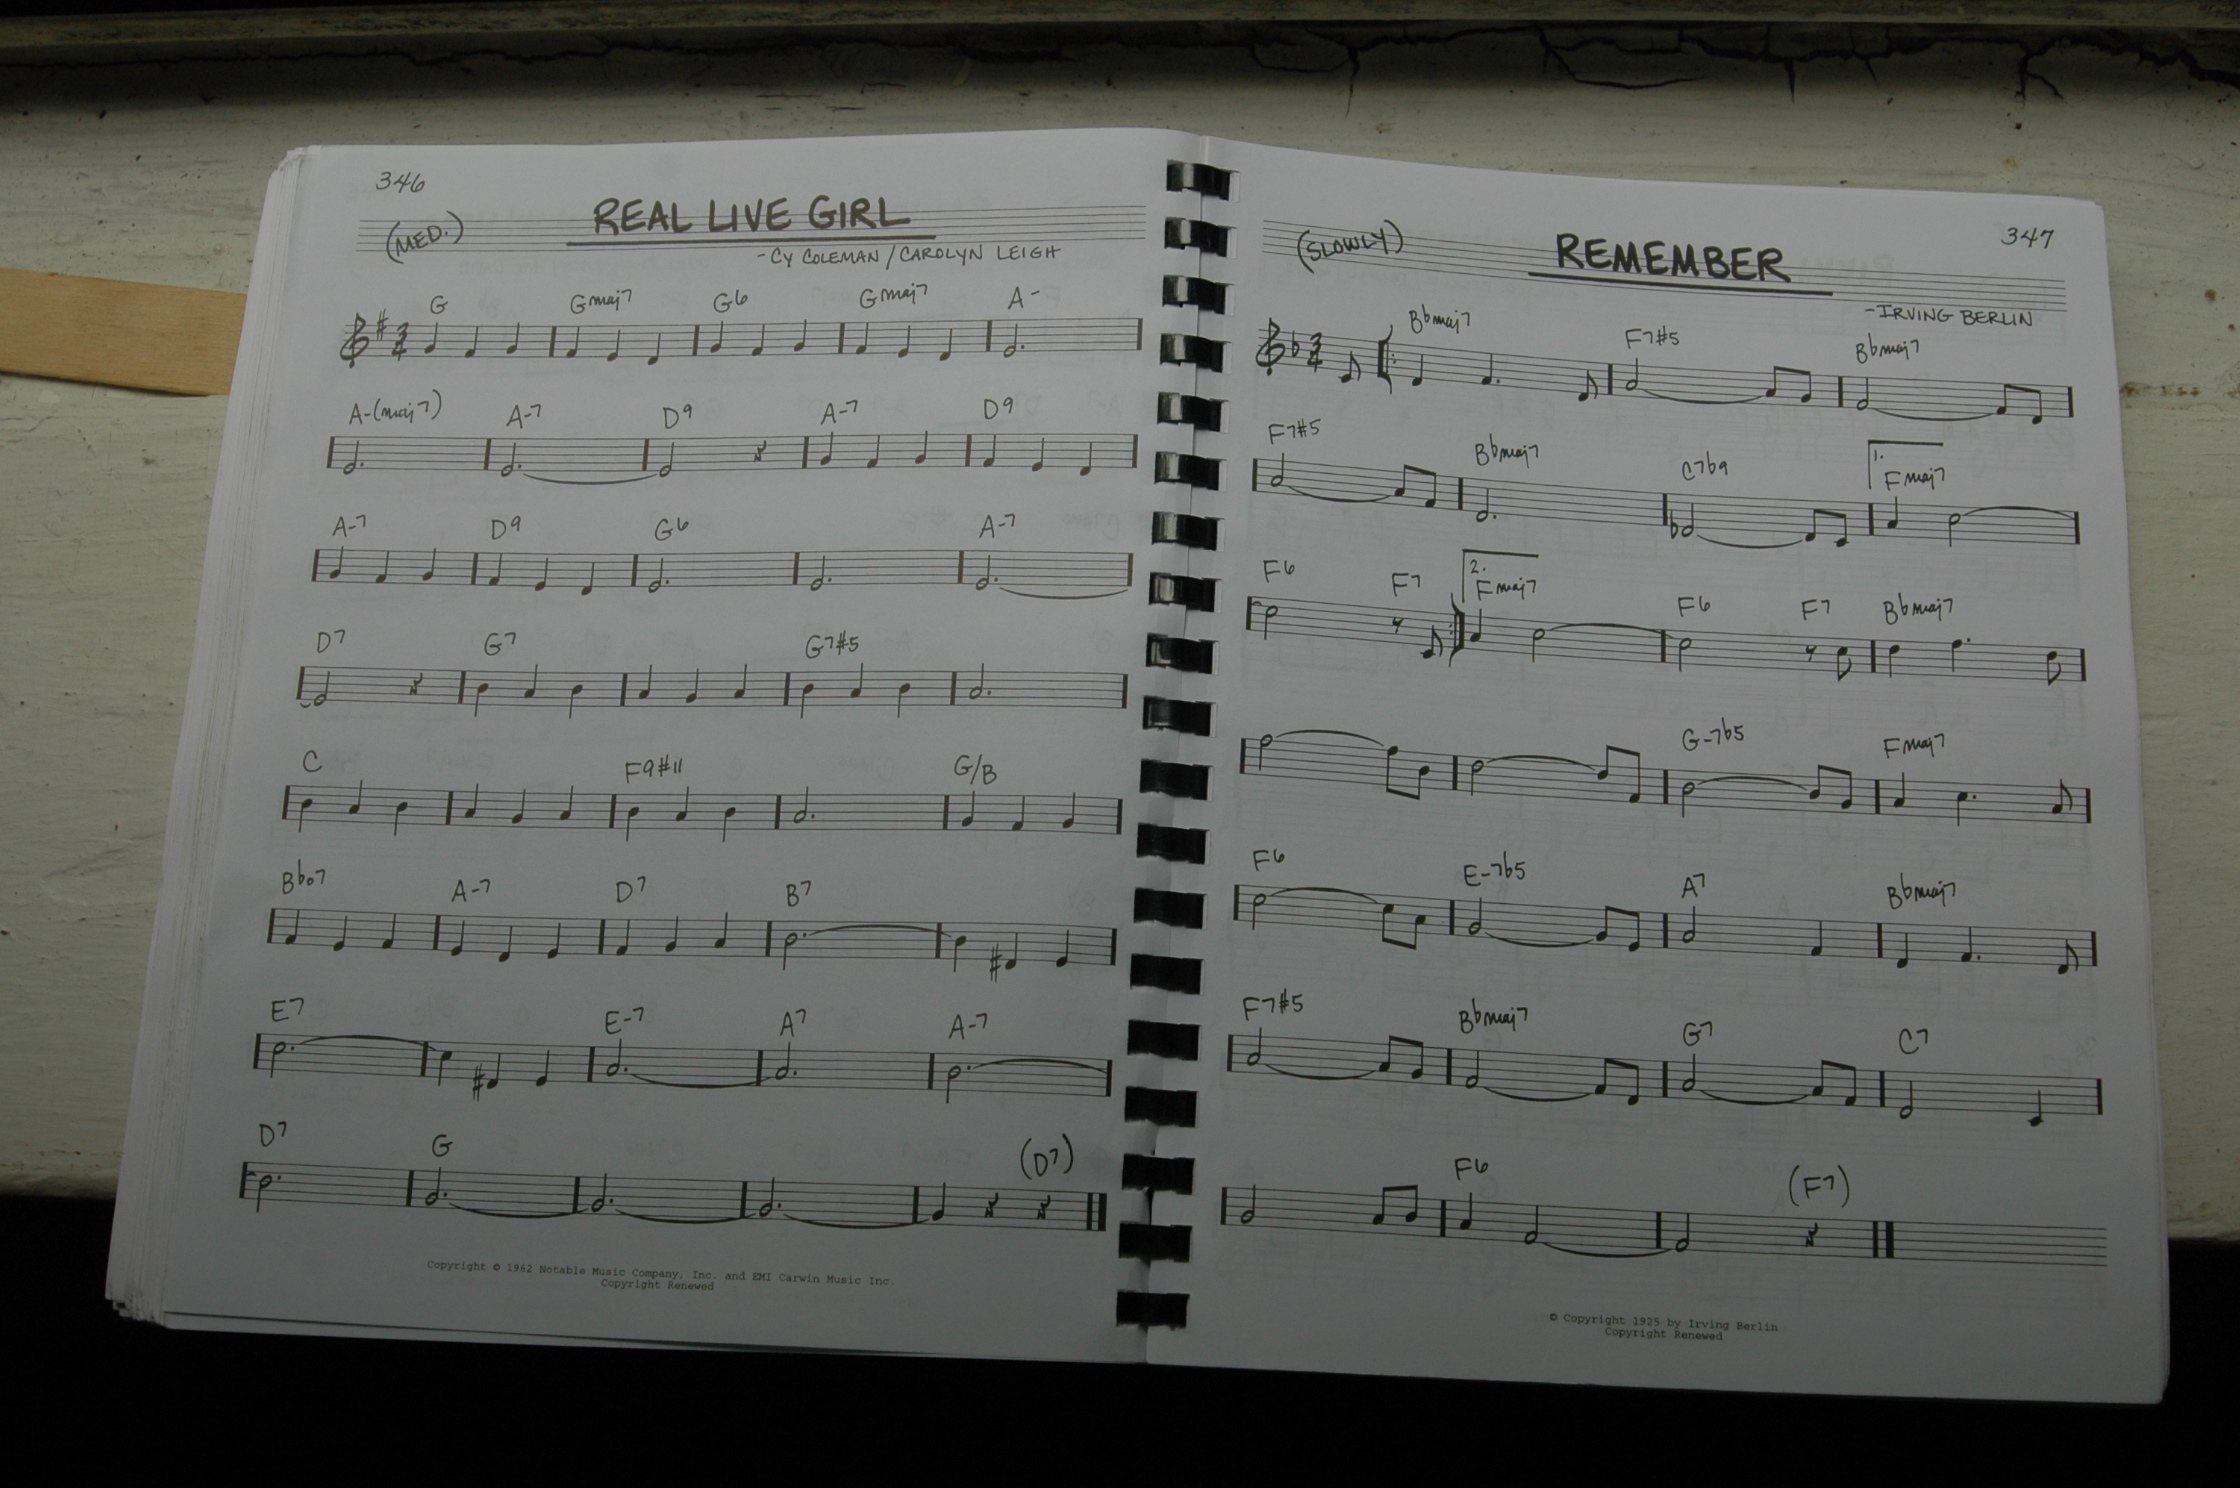 346
REAL LIVE GIRL
(MED.)
-CY COLEMAN/CAROLYN LEIGH
G Gmaj7 G6 Gmaj7 A-
3
4
A-(maj7) A-7 D9 A-7 D9
A-7 D9 G6 A-7
D7 G7 G7#5
C F9#11 G/B
Bbo7 A-7 D7 B7
E7 E-7 A7 A-7
D7 G (D7)
Copyright © 1962 Notable Music Company, Inc. and EMI Carwin Music Inc.
Copyright Renewed
347
(SLOWLY)
REMEMBER
-IRVING BERLIN
Bbmaj7 F7#5 Bbmaj7
3
4
F7#5 Bbmaj7 C7b9 1. Fmaj7
F6 F7 2. Fmaj7 F6 F7 Bbmaj7
G-7b5 Fmaj7
F6 E-7b5 A7 Bbmaj7
F7#5 Bbmaj7 G7 C7
F6 (F7)
© Copyright 1925 by Irving Berlin
Copyright Renewed